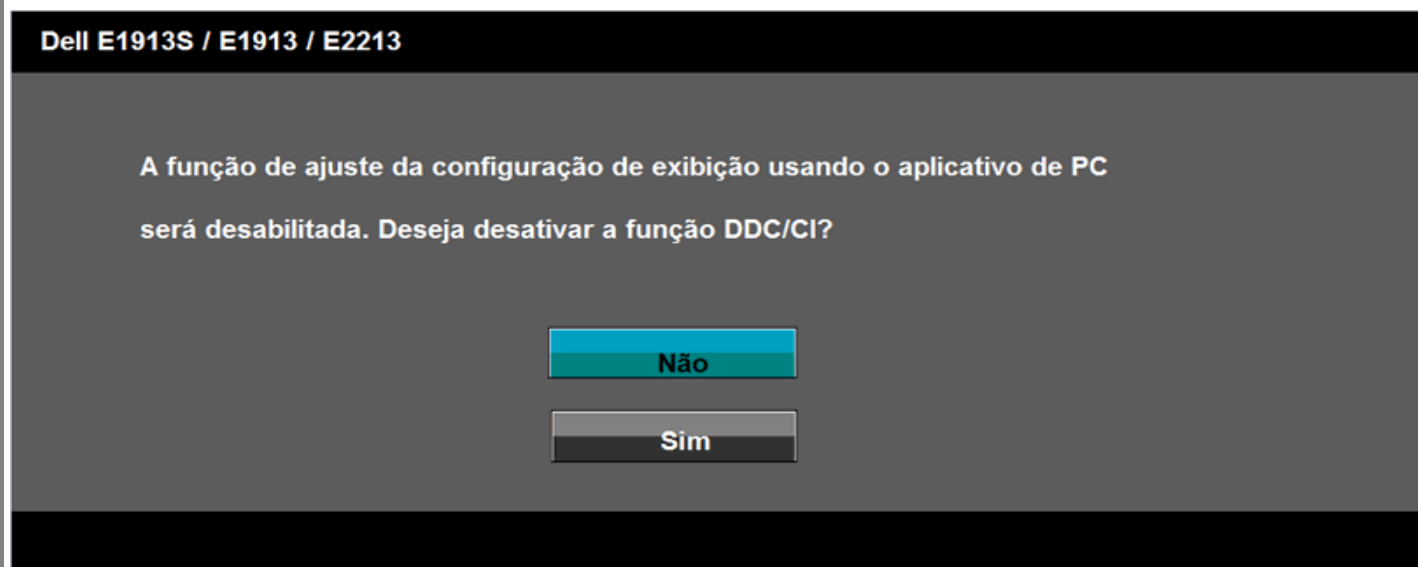 Dell E1913S / E1913 / E2213
A função de ajuste da configuração de exibição usando o aplicativo de PC
será desabilitada. Deseja desativar a função DDC/CI?
Não
Sim